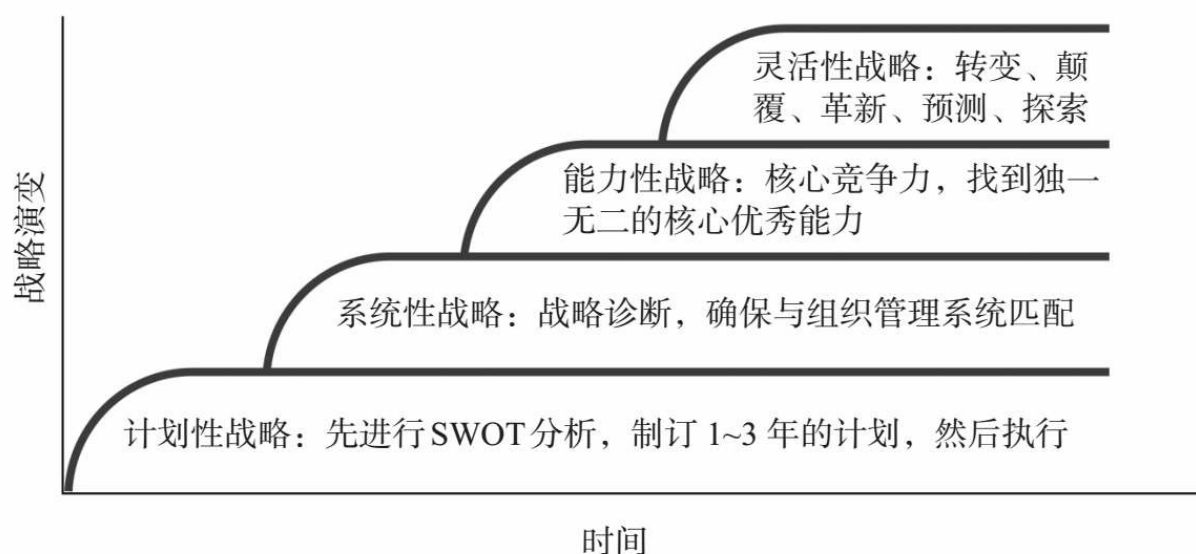 灵活性战略：转变、颠
覆、革新、预测、探索
能力性战略：核心竞争力，找到独一
无二的核心优秀能力
系统性战略：战略诊断，确保与组织管理系统匹配
计划性战略：先进行SWOT分析，制订 1~3 年的计划，然后执行
战略演变
时间